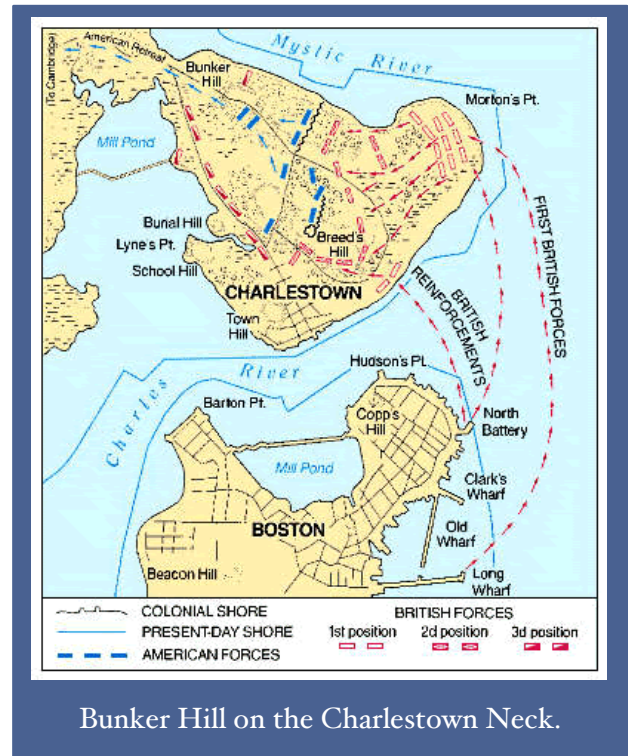 (To Cambridge)
American Retreat
Bunker
Hill
Mystic River
Morton's Pt.
Mill Pond
Bunal Hill
Lyne's Pt.
School Hill
Breed's
Hill
CHARLESTOWN
Town
Hill
FIRST BRITISH FORCES
BRITISH
REINFORCEMENTS
Charles River
Hudson's Pt.
Barton Pt.
Copp's
Hill
North
Battery
Mill Pond
Clark's
Wharf
BOSTON
Old
Wharf
Beacon Hill
Long
Wharf
COLONIAL SHORE
PRESENT-DAY SHORE
AMERICAN FORCES
BRITISH FORCES
1st position 2d position 3d position
Bunker Hill on the Charlestown Neck.